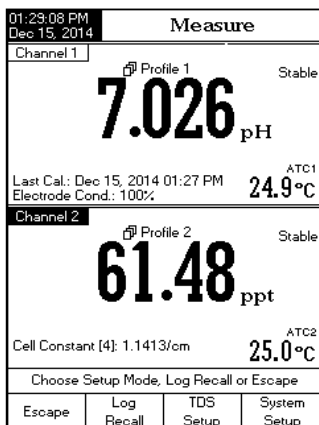 01:29:08 PM
Dec 15, 2014
Measure
Channel 1
Profile 1
Stable
7.026 pH
ATC1
Last Cal.: Dec 15, 2014 01:27 PM
Electrode Cond.: 100%
24.9°C
Channel 2
Profile 2
Stable
61.48 ppt
ATC2
Cell Constant [4]: 1.1413/cm
25.0°C
Choose Setup Mode, Log Recall or Escape
Escape
Log Recall
TDS Setup
System Setup